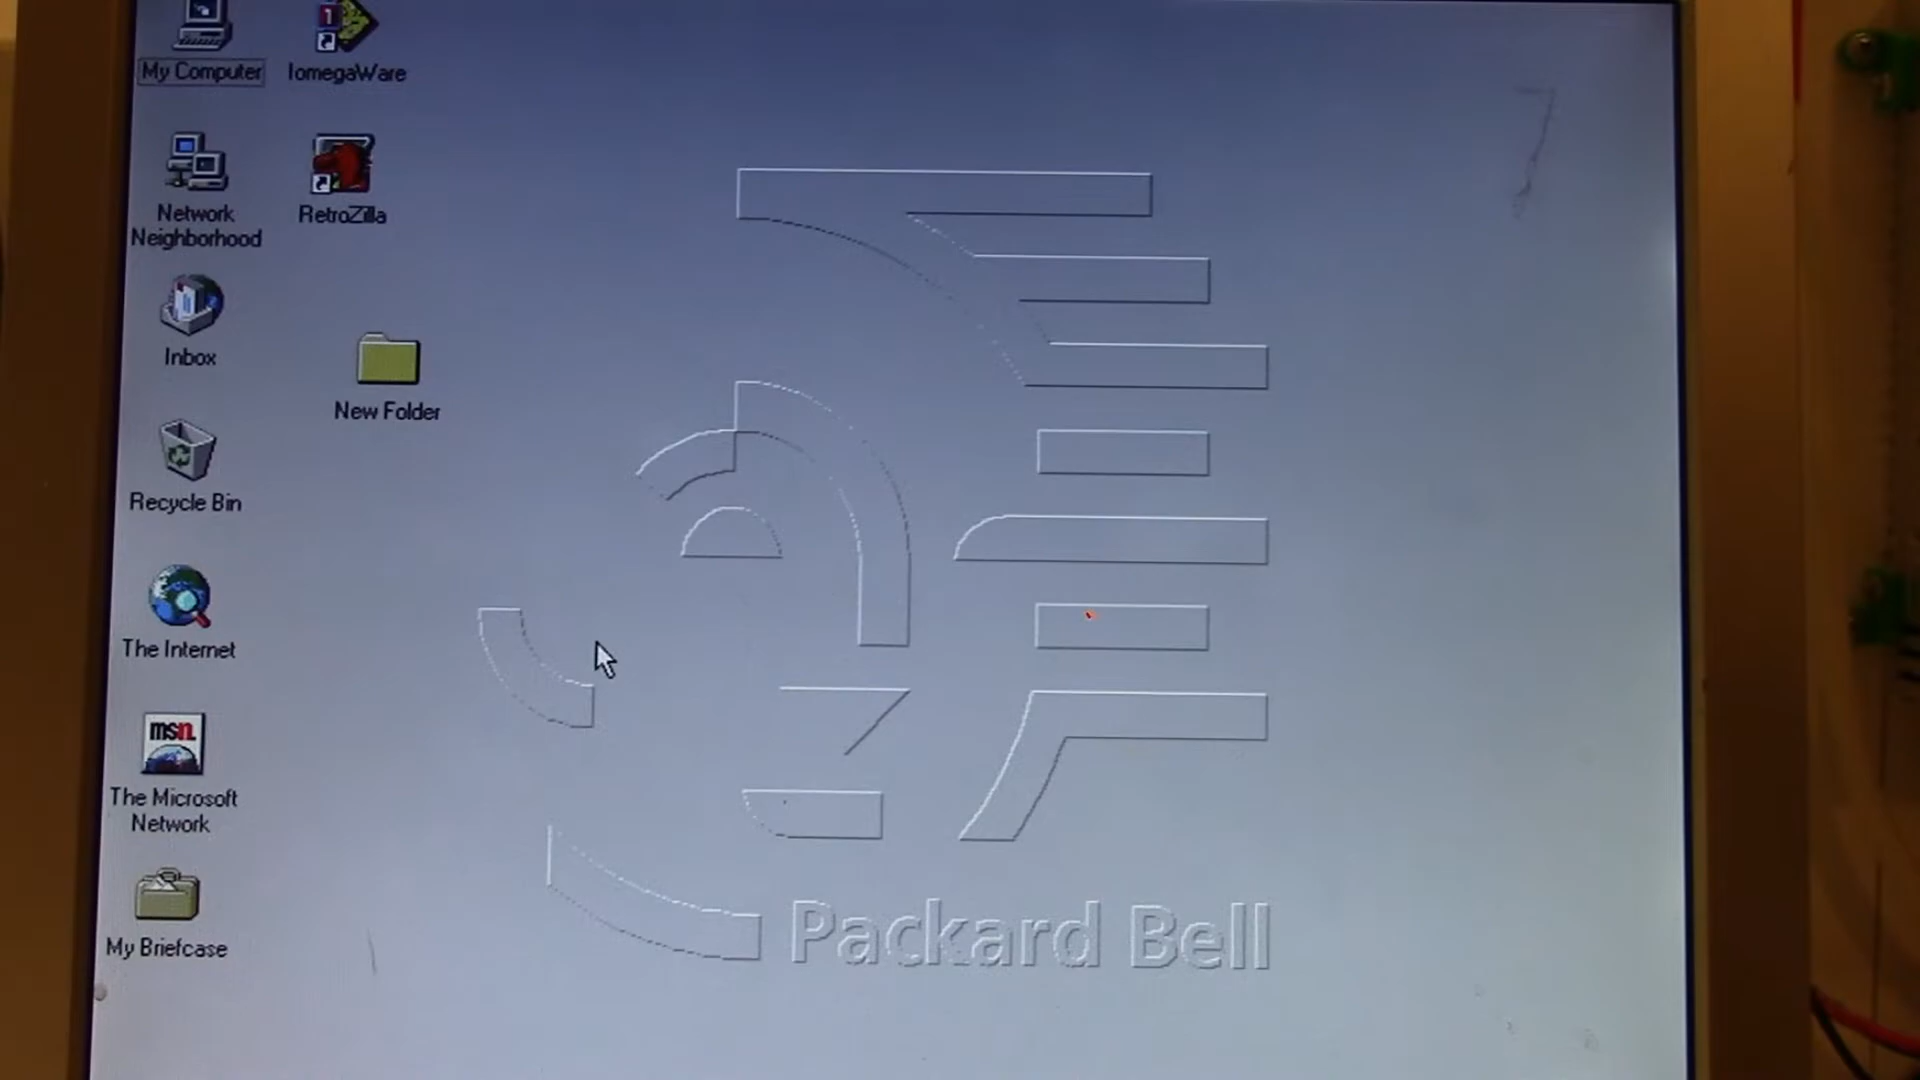 My Computer
IomegaWare
Network
Neighborhood
RetroZilla
Inbox
New Folder
Recycle Bin
The Internet
msn.
The Microsoft
Network
My Briefcase
Packard Bell